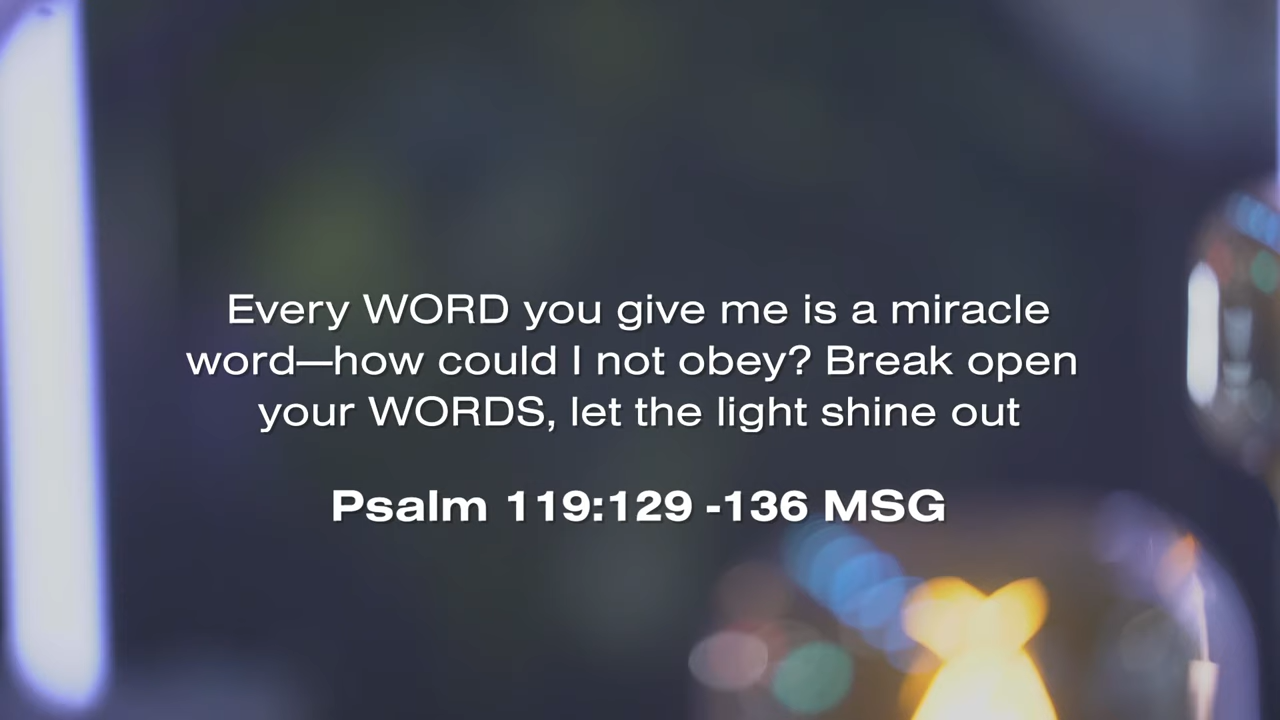 Every WORD you give me is a miracle
word—how could I not obey? Break open
your WORDS, let the light shine out
Psalm 119:129 -136 MSG